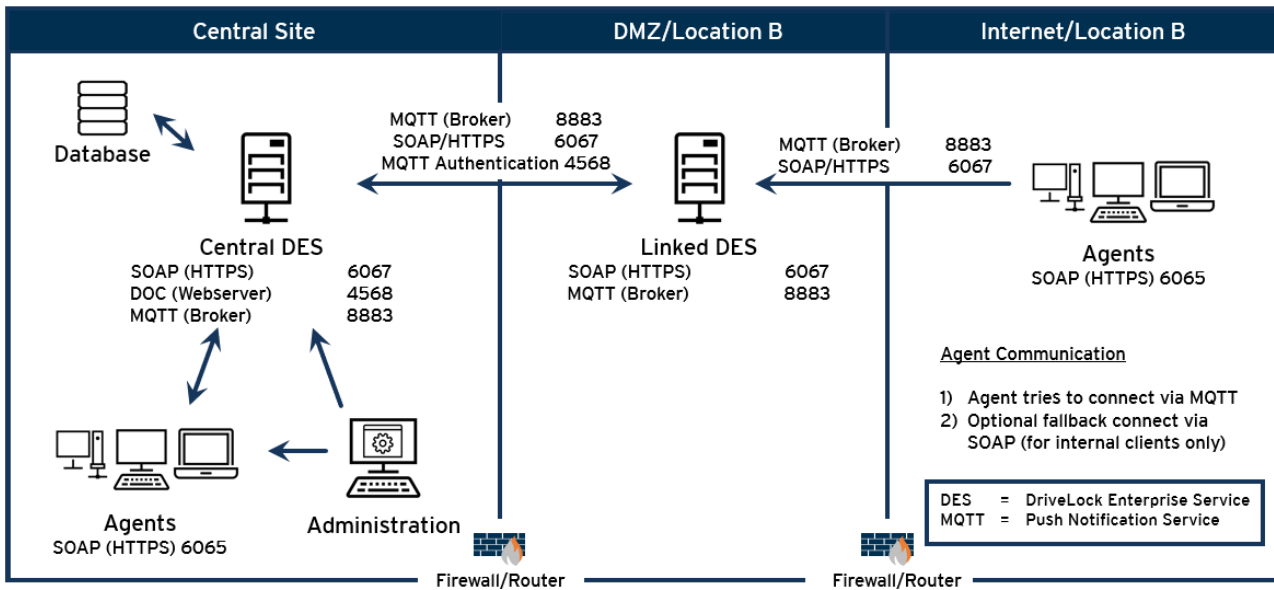 Central Site
DMZ/Location B
Internet/Location B
Database
MQTT (Broker) 8883
SOAP/HTTPS 6067
MQTT Authentication 4568
MQTT (Broker) 8883
SOAP/HTTPS 6067
Central DES
SOAP (HTTPS) 6067
DOC (Webserver) 4568
MQTT (Broker) 8883
Linked DES
SOAP (HTTPS) 6067
MQTT (Broker) 8883
Agents
SOAP (HTTPS) 6065
Agent Communication
1) Agent tries to connect via MQTT
2) Optional fallback connect via
SOAP (for internal clients only)
DES = DriveLock Enterprise Service
MQTT = Push Notification Service
Agents
SOAP (HTTPS) 6065
Administration
Firewall/Router
Firewall/Router